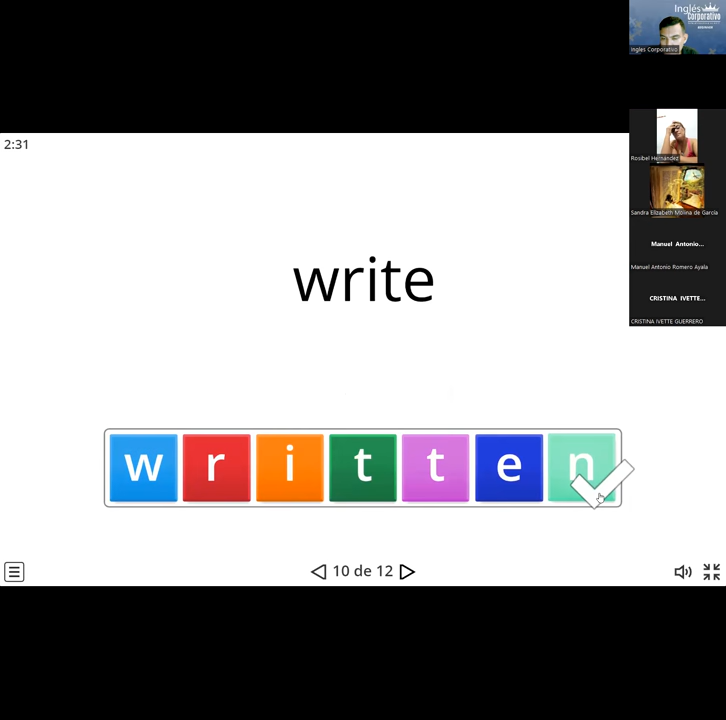 Inglés
Corporativo
Ingles Corporativo
2:31
Rosibel Hernandez
Sandra Elizabeth Molina de García
write
Manuel Antonio...
Manuel Antonio Romero Ayala
CRISTINA IVETTE...
CRISTINA IVETTE GUERRERO
w r i t t e n
10 de 12